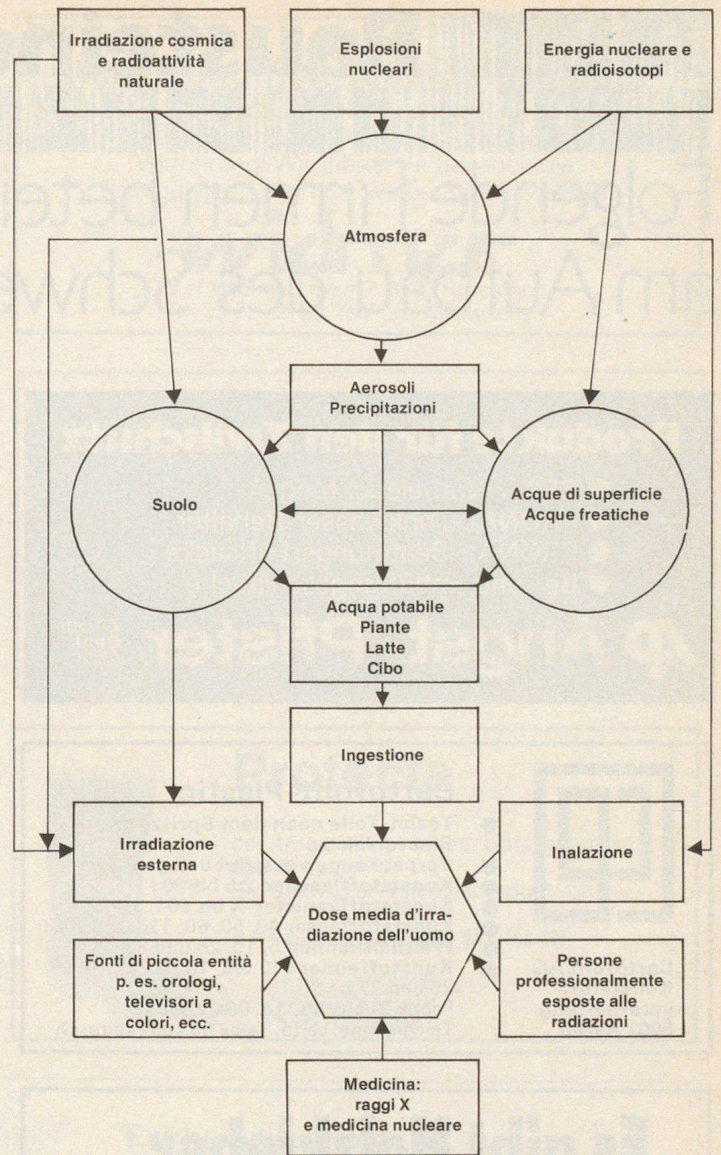 Irradiazione cosmica
e radioattività
naturale
Esplosioni
nucleari
Energia nucleare e
radioisotopi
Atmosfera
Aerosoli
Precipitazioni
Suolo
Acque di superficie
Acque freatiche
Acqua potabile
Piante
Latte
Cibo
Ingestione
Irradiazione
esterna
Inalazione
Dose media d'irra-
diazione dell'uomo
Fonti di piccola entità
p. es. orologi,
televisori a
colori, ecc.
Persone
professionalmente
esposte alle
radiazioni
Medicina:
raggi X
e medicina nucleare